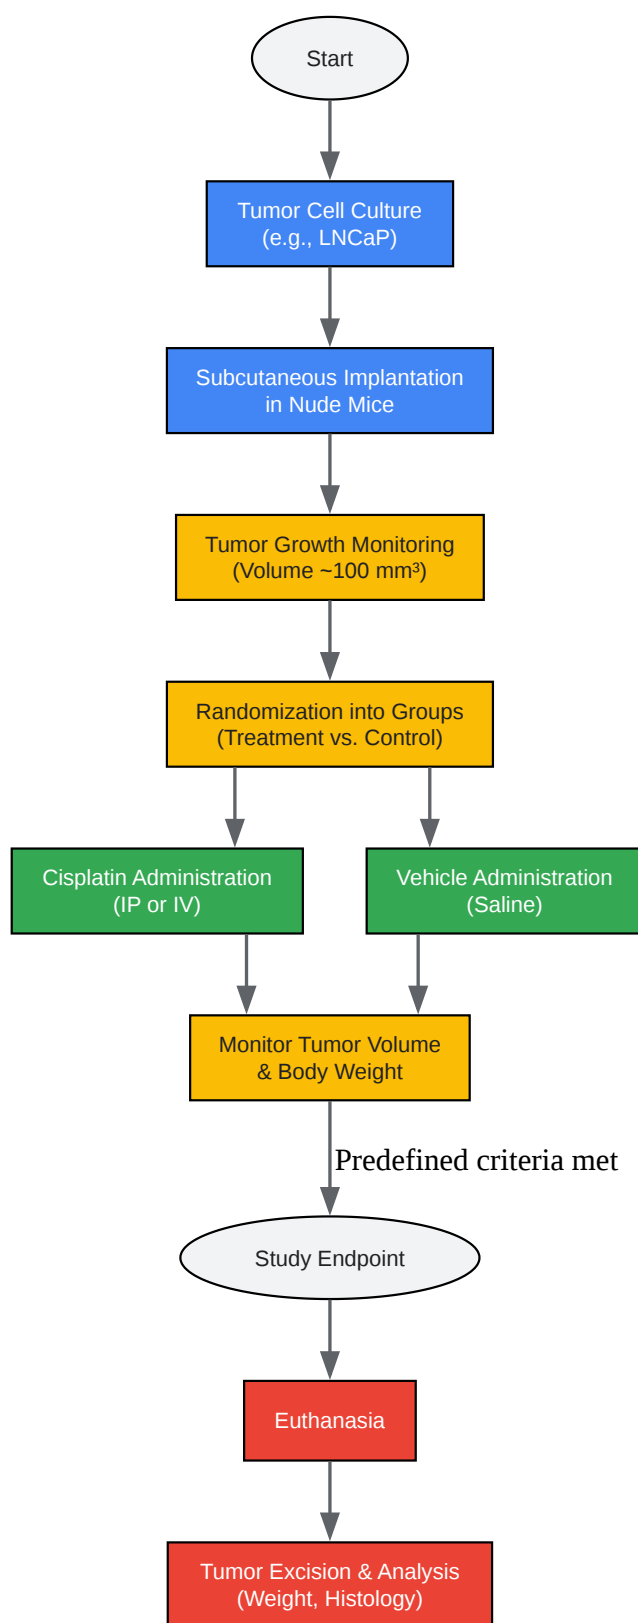 Start
Tumor Cell Culture
(e.g., LNCaP)
Subcutaneous Implantation
in Nude Mice
Tumor Growth Monitoring
(Volume ~100 mm³)
Randomization into Groups
(Treatment vs. Control)
Cisplatin Administration
(IP or IV)
Vehicle Administration
(Saline)
Monitor Tumor Volume
& Body Weight
Predefined criteria met
Study Endpoint
Euthanasia
Tumor Excision & Analysis
(Weight, Histology)